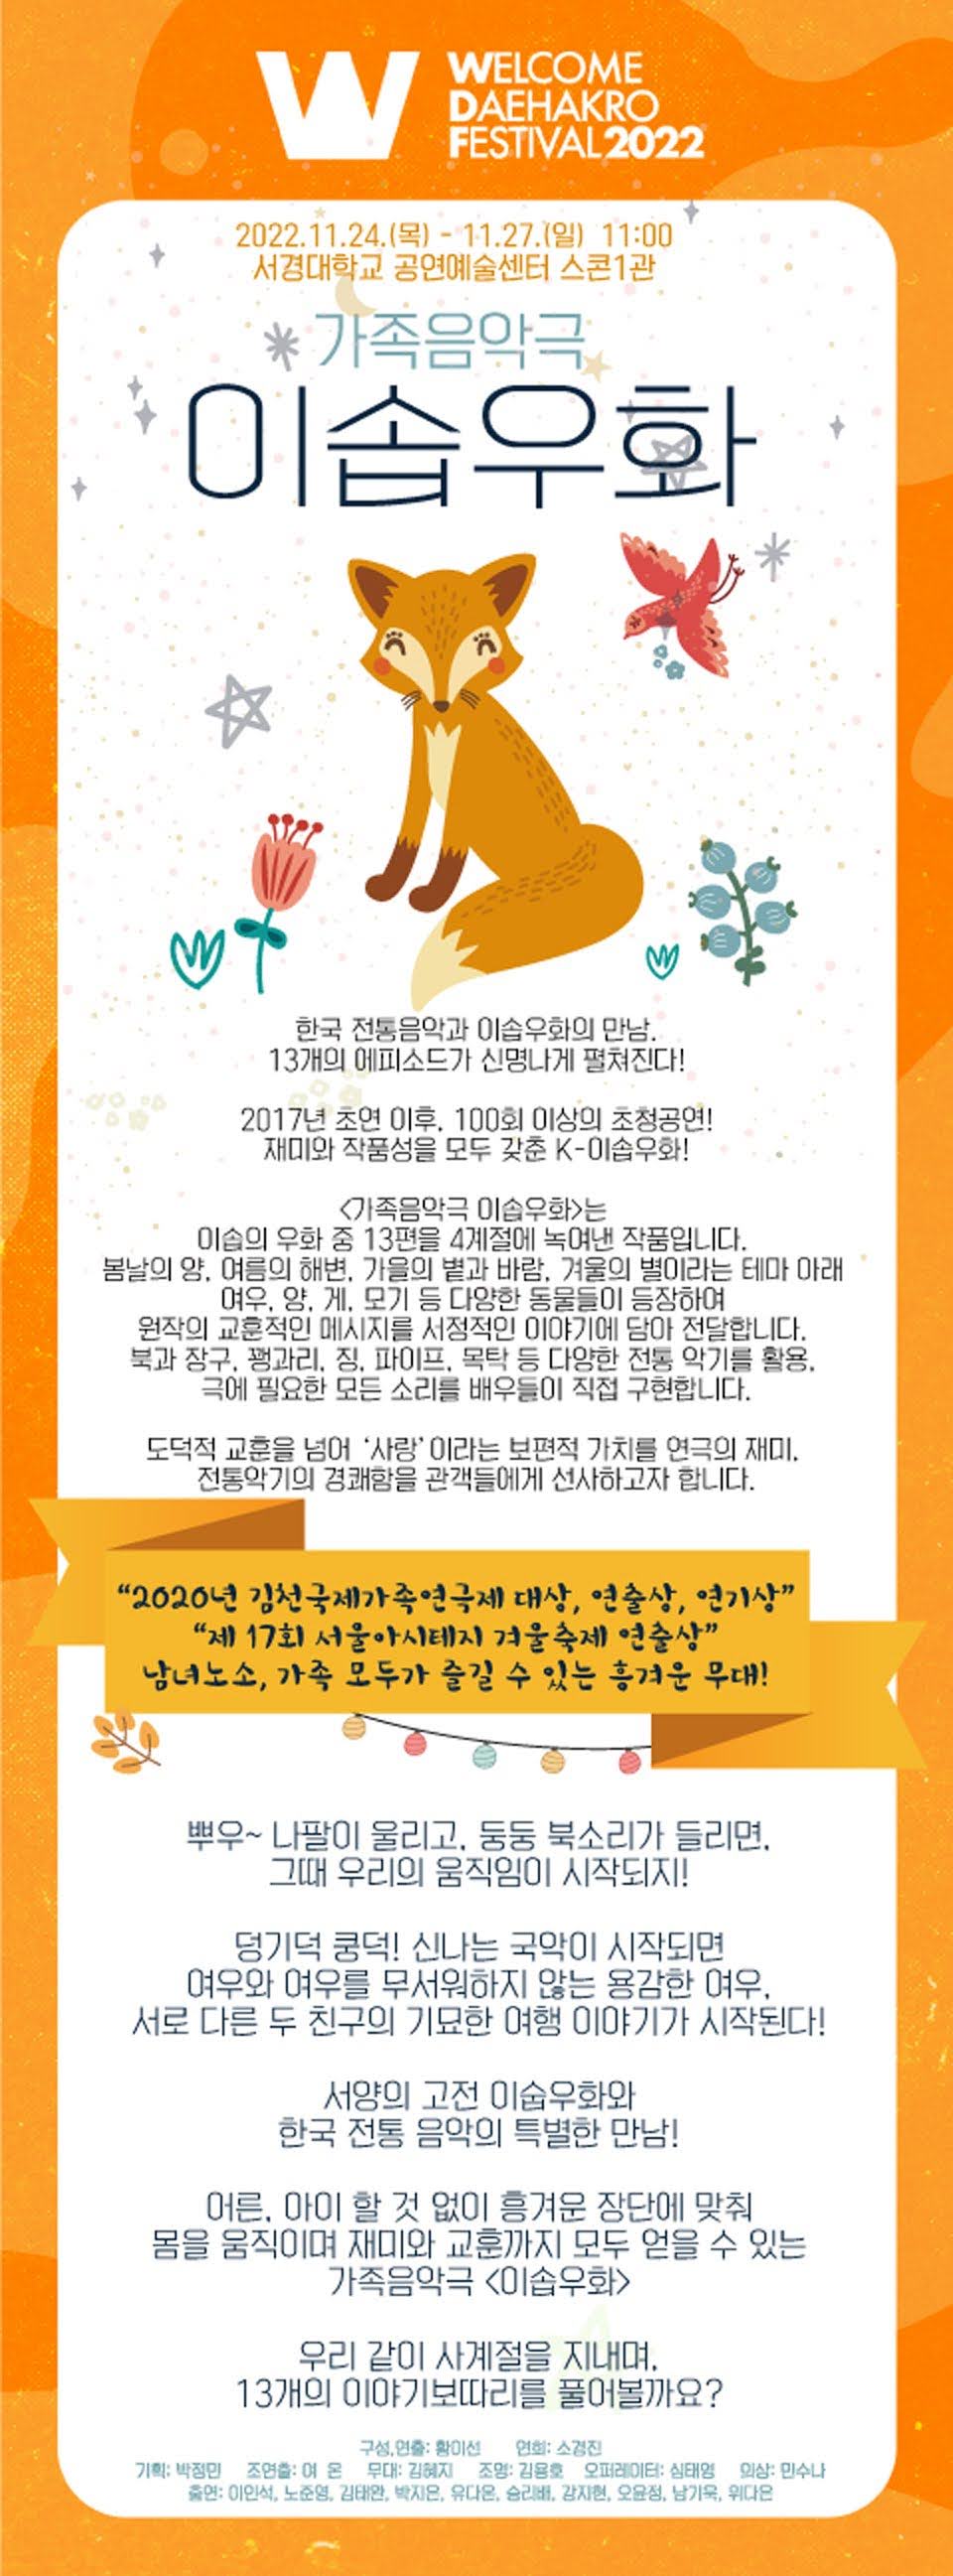 WELCOME
DAEHAKRO
FESTIVAL 2022
2022.11.24.(목) - 11.27.(일) 11:00
서경대학교 공연예술센터 스콘1관
가족음악극
이솝우화
한국 전통음악과 이솝우화의 만남.
13개의 에피소드가 신명나게 펼쳐진다!
2017년 초연 이후, 100회 이상의 초청공연!
재미와 작품성을 모두 갖춘 K-이솝우화!
<가족음악극 이솝우화>는
이솝의 우화 중 13편을 4계절에 녹여낸 작품입니다.
봄날의 양, 여름의 해변, 가을의 볕과 바람, 겨울의 별이라는 테마 아래
여우, 양, 게, 모기 등 다양한 동물들이 등장하여
원작의 교훈적인 메시지를 서정적인 이야기에 담아 전달합니다.
북과 장구, 꽹과리, 징, 파이프, 목탁 등 다양한 전통 악기를 활용,
극에 필요한 모든 소리를 배우들이 직접 구현합니다.
도덕적 교훈을 넘어 '사랑'이라는 보편적 가치를 연극의 재미,
전통악기의 경쾌함을 관객들에게 선사하고자 합니다.
“2020년 김천국제가족연극제 대상, 연출상, 연기상”
“제 17회 서울아시테지 겨울축제 연출상”
남녀노소, 가족 모두가 즐길 수 있는 흥겨운 무대!
뿌우~ 나팔이 울리고, 둥둥 북소리가 들리면,
그때 우리의 움직임이 시작되지!
덩기덕 쿵덕! 신나는 국악이 시작되면
여우와 여우를 무서워하지 않는 용감한 여우,
서로 다른 두 친구의 기묘한 여행 이야기가 시작된다!
서양의 고전 이솝우화와
한국 전통 음악의 특별한 만남!
어른, 아이 할 것 없이 흥겨운 장단에 맞춰
몸을 움직이며 재미와 교훈까지 모두 얻을 수 있는
가족음악극 <이솝우화>
우리 같이 사계절을 지내며,
13개의 이야기보따리를 풀어볼까요?
구성,연출: 황이선 연희: 소경진
기획: 박정민 조연출: 여 온 무대: 김혜지 조명: 김용호 오퍼레이터: 심태영 의상: 민수나
출연: 이인석, 노준영, 김태완, 박지은, 유다온, 승리배, 강지현, 오윤정, 남기욱, 위다은